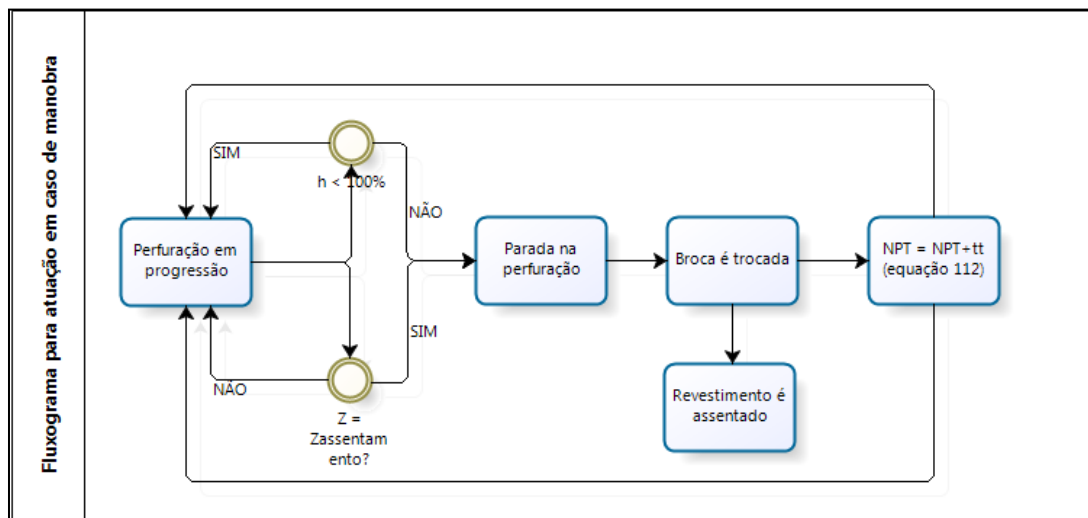 Fluxograma para atuação em caso de manobra
SIM
h < 100%
NÃO
Perfuração em
progressão
Parada na
perfuração
Broca é trocada
NPT = NPT+tt
(equação 112)
SIM
NÃO
Z =
Zassentam
ento?
Revestimento é
assentado